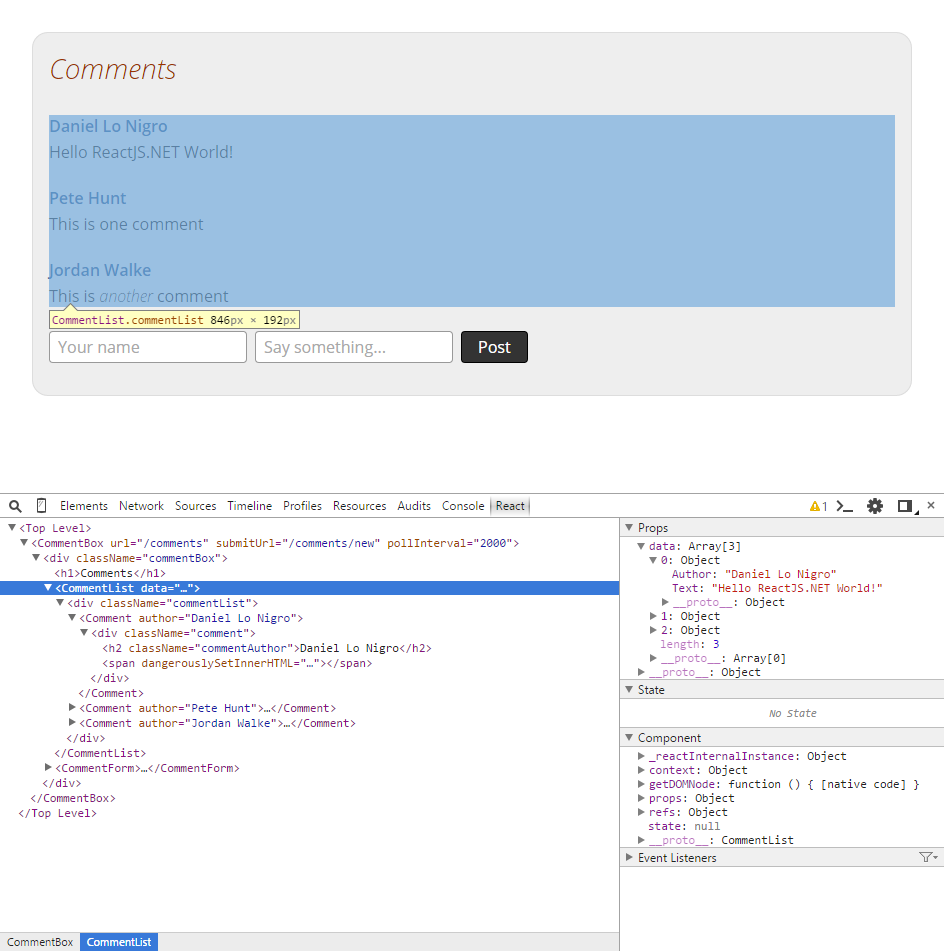 Comments
Daniel Lo Nigro
Hello ReactJS.NET World!
Pete Hunt
This is one comment
Jordan Walke
This is another comment
CommentList.commentList 846px × 192px
Your name Say something... Post
Elements Network Sources Timeline Profiles Resources Audits Console React 1
<Top Level>
<CommentBox url="/comments" submitUrl="/comments/new" pollInterval="2000">
<div className="commentBox">
<h1>Comments</h1>
<CommentList data="…">
<div className="commentList">
<Comment author="Daniel Lo Nigro">
<div className="comment">
<h2 className="commentAuthor">Daniel Lo Nigro</h2>
<span dangerouslySetInnerHTML="…"></span>
</div>
</Comment>
<Comment author="Pete Hunt">…</Comment>
<Comment author="Jordan Walke">…</Comment>
</div>
</CommentList>
<CommentForm>…</CommentForm>
</div>
</CommentBox>
</Top Level>
Props
data: Array[3]
0: Object
Author: "Daniel Lo Nigro"
Text: "Hello ReactJS.NET World!"
__proto__: Object
1: Object
2: Object
length: 3
__proto__: Array[0]
__proto__: Object
State
No State
Component
_reactInternalInstance: Object
context: Object
getDOMNode: function () { [native code] }
props: Object
refs: Object
state: null
__proto__: CommentList
Event Listeners
CommentBox CommentList